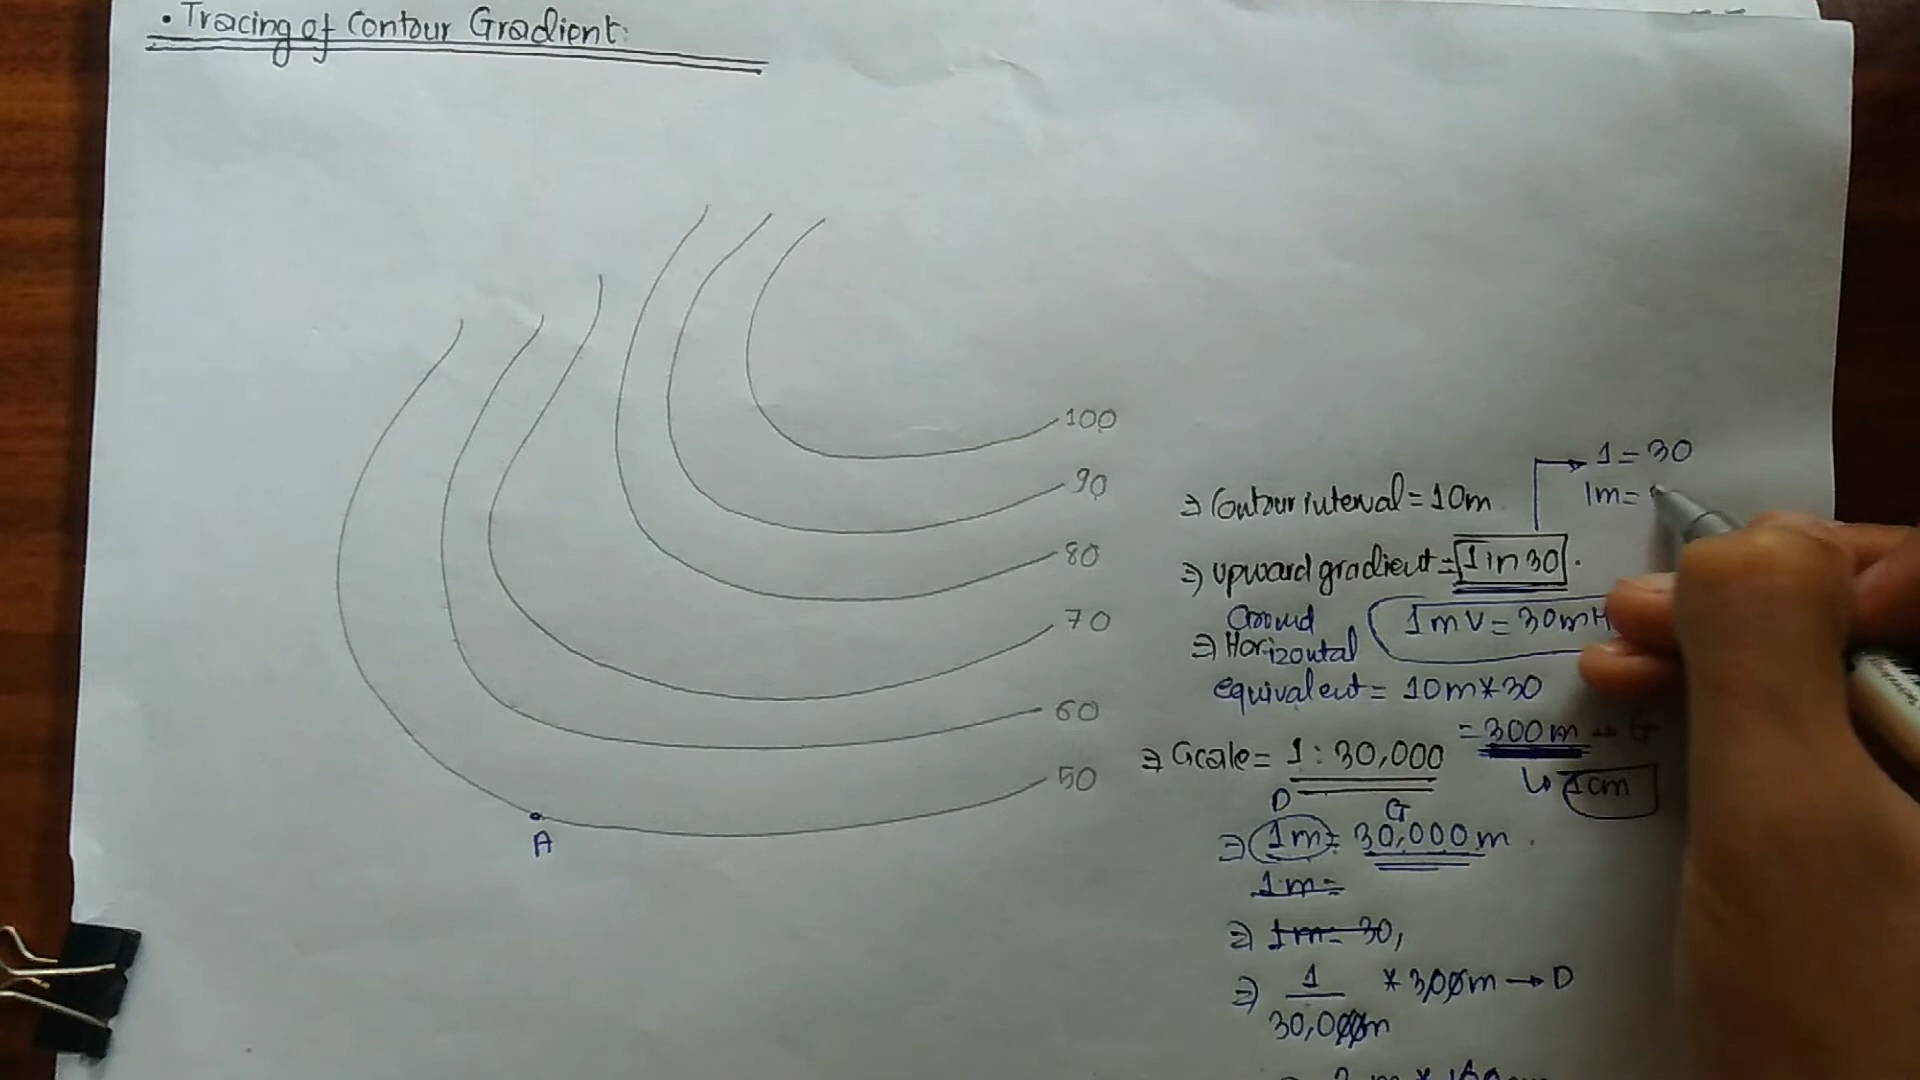 • Tracing of Contour Gradient:
100
90
80
70
60
50
A
⇒ Contour interval = 10m
1 = 30
1m =
⇒ upward gradient = 1 in 30.
1m V = 30m H
⇒ Ground Horizontal
equivalent = 10m*30
= 300m → G
↳ 1cm
⇒ Scale = 1 : 30,000
D G
⇒ 1m = 30,000m.
1m =
⇒ 1m = 30,
⇒ 1 * 300m → D
30,000m